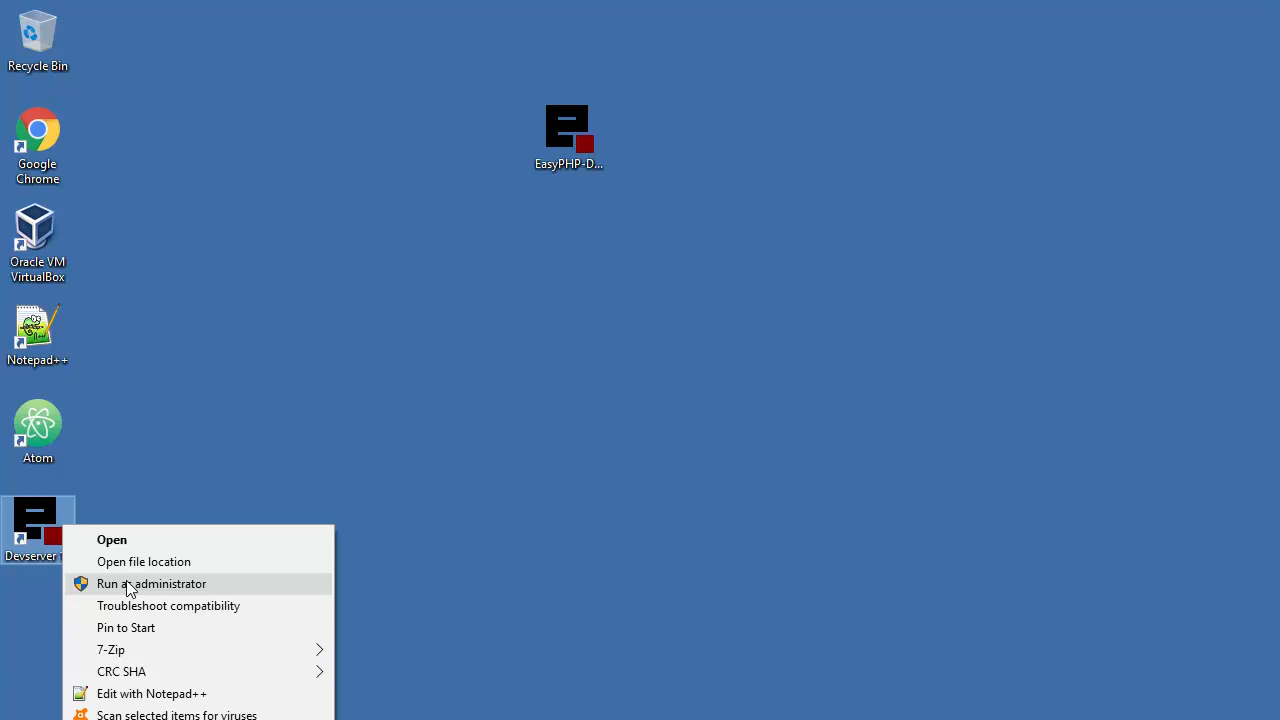 Recycle Bin
Google
Chrome
Oracle VM
VirtualBox
Notepad++
Atom
Devserver
EasyPHP-D...
Open
Open file location
Run as administrator
Troubleshoot compatibility
Pin to Start
7-Zip
CRC SHA
Edit with Notepad++
Scan selected items for viruses